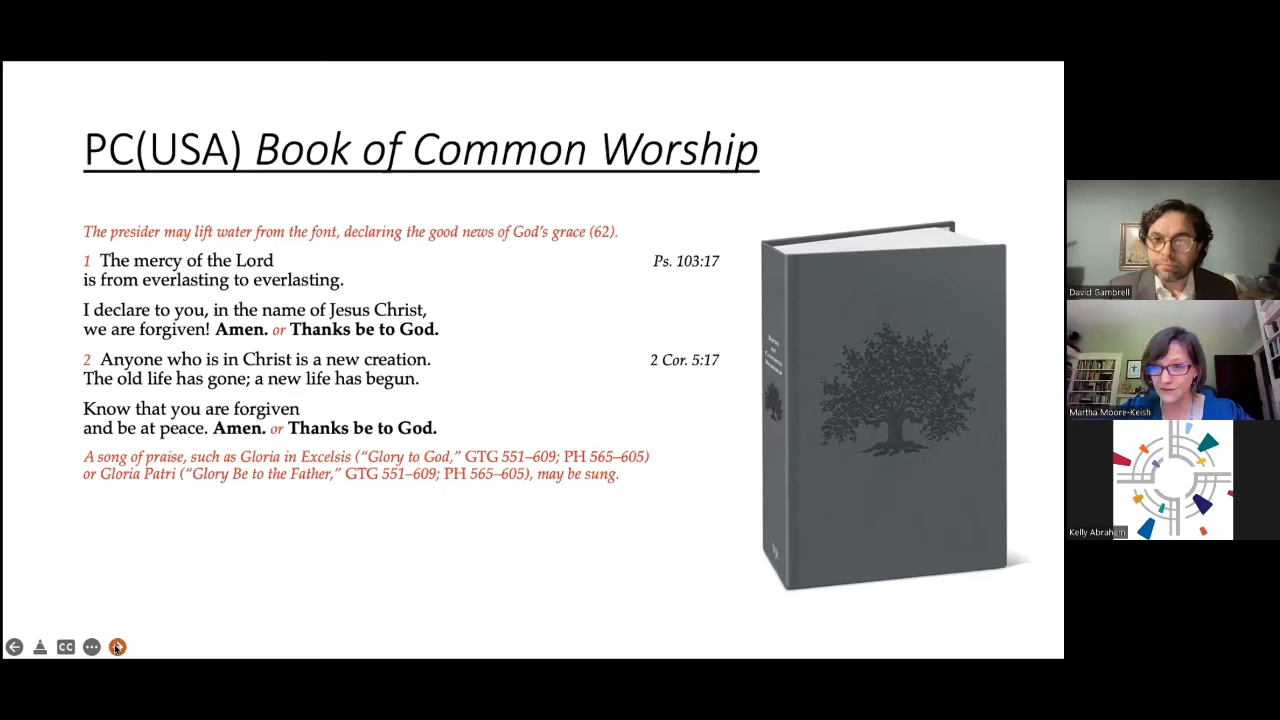 PC(USA) Book of Common Worship
The presider may lift water from the font, declaring the good news of God's grace (62).
1 The mercy of the Lord Ps. 103:17
is from everlasting to everlasting.
I declare to you, in the name of Jesus Christ,
we are forgiven! Amen. or Thanks be to God.
2 Anyone who is in Christ is a new creation. 2 Cor. 5:17
The old life has gone; a new life has begun.
Know that you are forgiven
and be at peace. Amen. or Thanks be to God.
A song of praise, such as Gloria in Excelsis (“Glory to God,” GTG 551–609; PH 565–605)
or Gloria Patri (“Glory Be to the Father,” GTG 551–609; PH 565–605), may be sung.
Book
of
Common
Worship
CC
David Gambrell
Martha Moore-Keish
Kelly Abraham